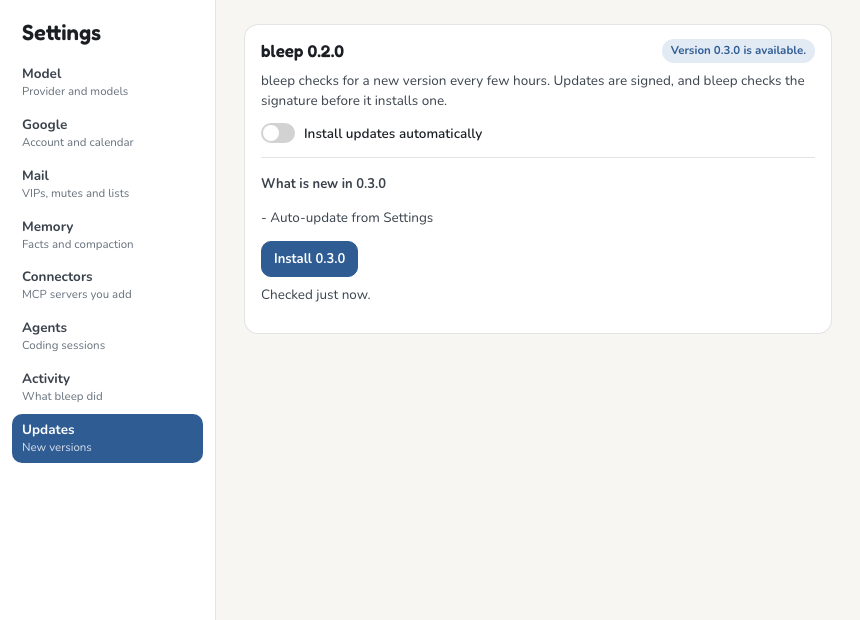 Settings
Model
Provider and models
Google
Account and calendar
Mail
VIPs, mutes and lists
Memory
Facts and compaction
Connectors
MCP servers you add
Agents
Coding sessions
Activity
What bleep did
Updates
New versions
bleep 0.2.0
Version 0.3.0 is available.
bleep checks for a new version every few hours. Updates are signed, and bleep checks the
signature before it installs one.
Install updates automatically
What is new in 0.3.0
- Auto-update from Settings
Install 0.3.0
Checked just now.